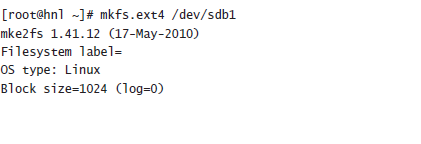 [root@hnl ~]# mkfs.ext4 /dev/sdb1
mke2fs 1.41.12 (17-May-2010)
Filesystem label=
OS type: Linux
Block size=1024 (log=0)